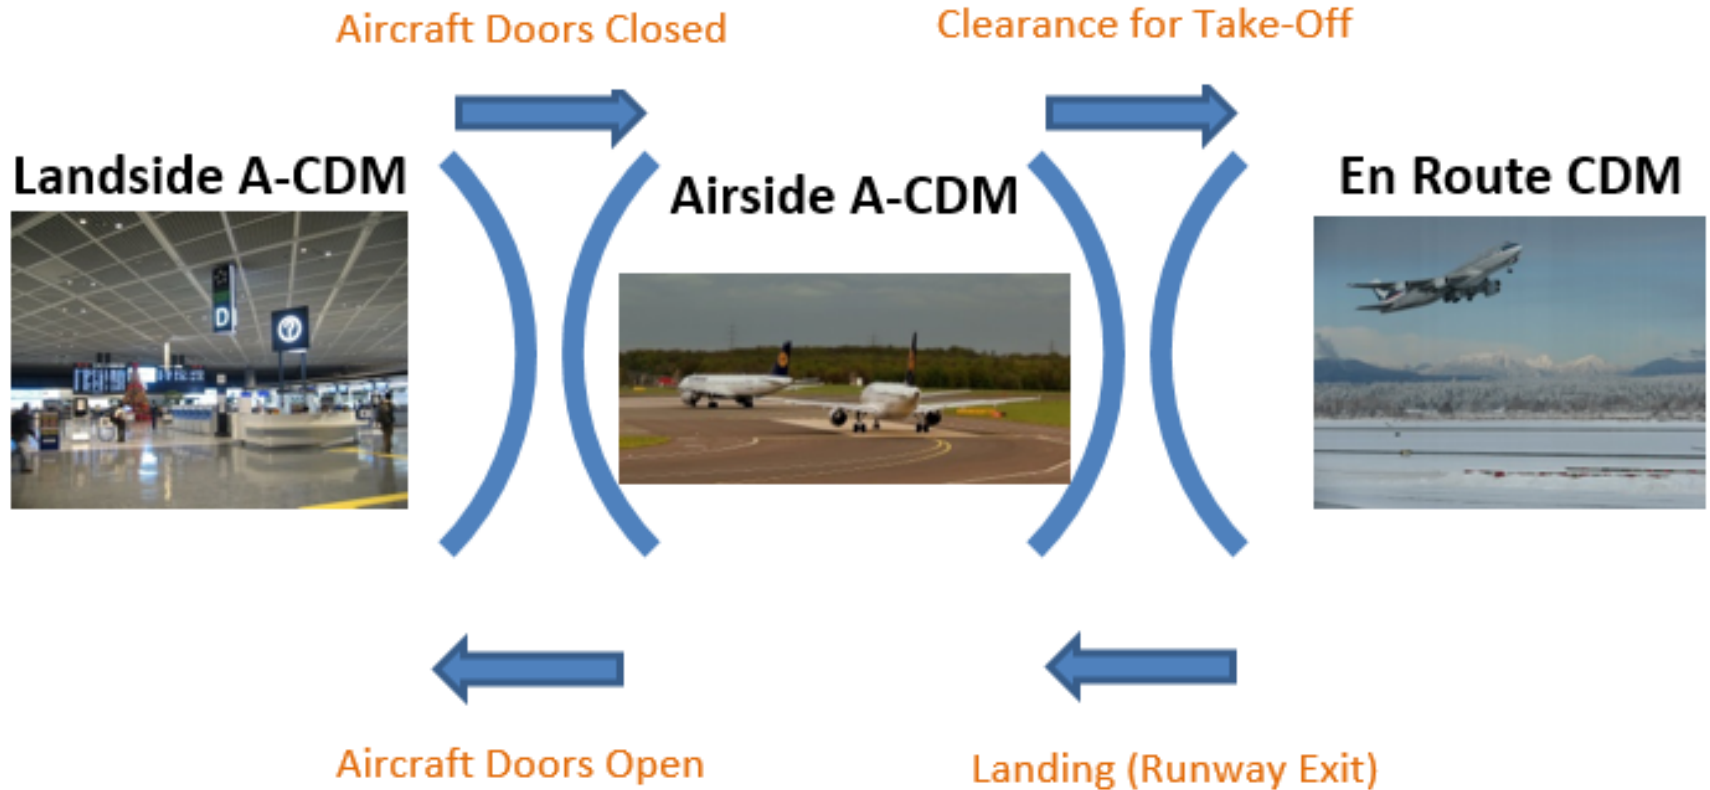 Aircraft Doors Closed
Clearance for Take-Off
Landside A-CDM
Airside A-CDM
En Route CDM
D
?
Aircraft Doors Open
Landing (Runway Exit)